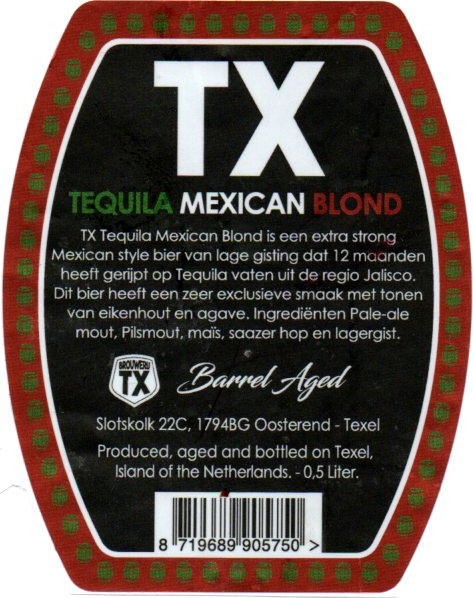 TX
TEQUILA MEXICAN BLOND
TX Tequila Mexican Blond is een extra strong
Mexican style bier van lage gisting dat 12 maanden
heeft gerijpt op Tequila vaten uit de regio Jalisco.
Dit bier heeft een zeer exclusieve smaak met tonen
van eikenhout en agave. Ingrediënten Pale-ale
mout, Pilsmout, maïs, saazer hop en lagergist.
BROUWERIJ
TX
Barrel Aged
Slotskolk 22C, 1794BG Oosterend - Texel
Produced, aged and bottled on Texel,
Island of the Netherlands. - 0,5 Liter.
8 719689 905750 >